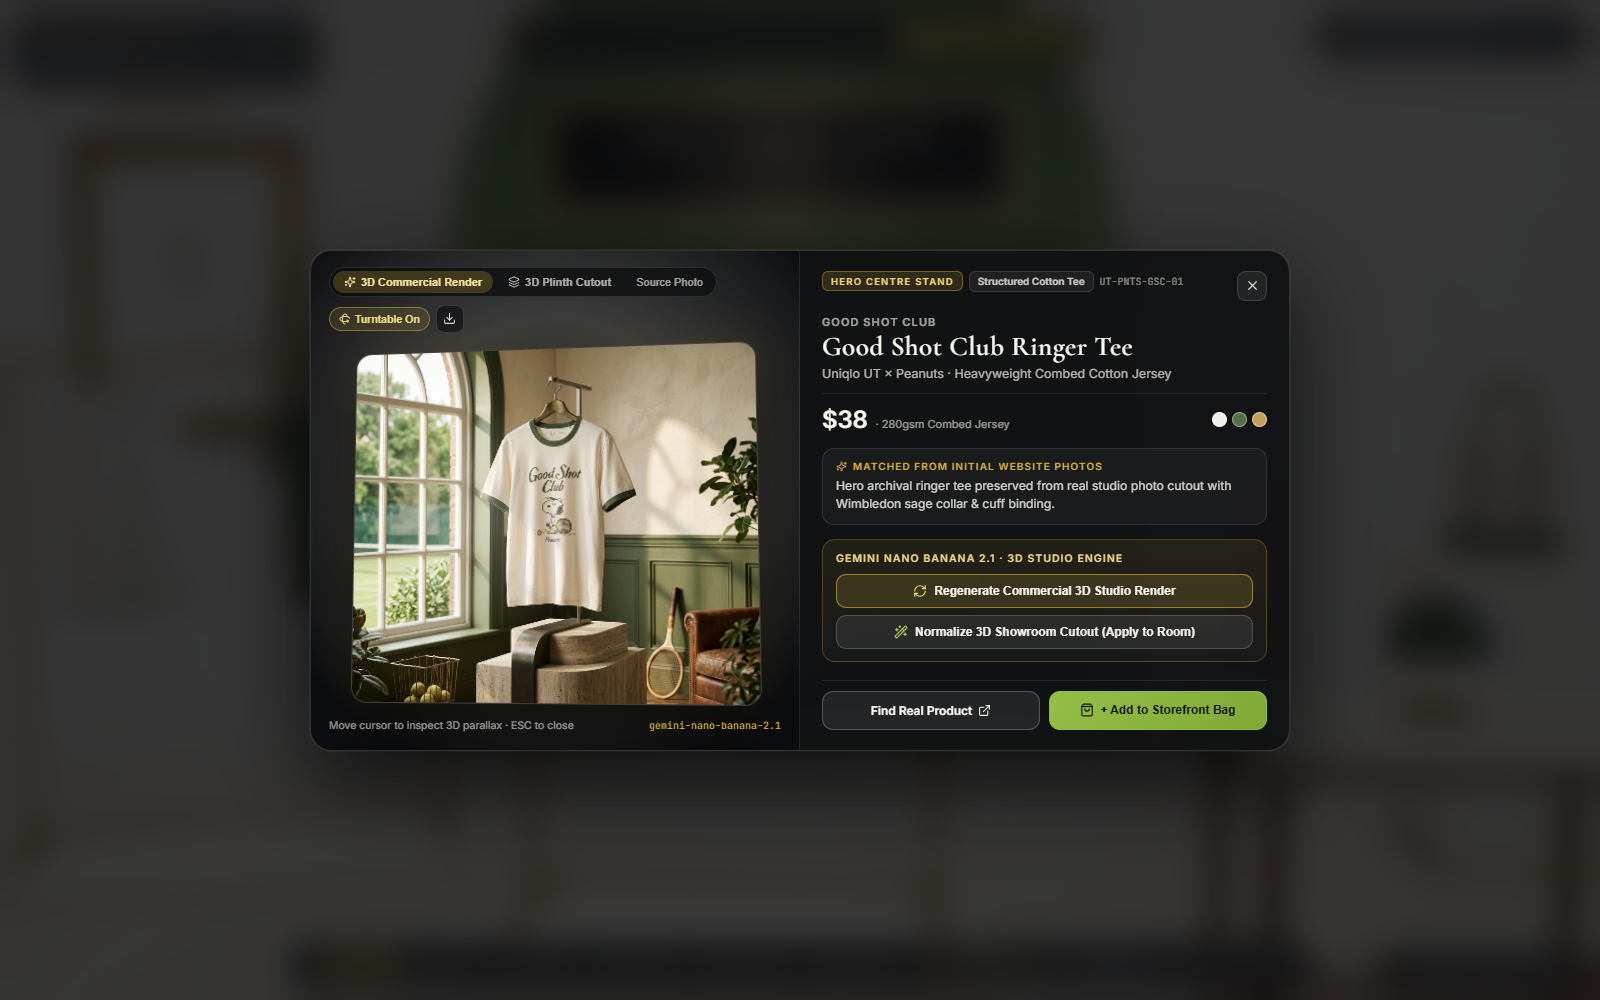 3D Commercial Render
3D Plinth Cutout
Source Photo
Turntable On
Good Shot
Club
Peanuts
Move cursor to inspect 3D parallax · ESC to close
gemini-nano-banana-2.1
HERO CENTRE STAND
Structured Cotton Tee
UT-PNTS-GSC-01
GOOD SHOT CLUB
Good Shot Club Ringer Tee
Uniqlo UT × Peanuts · Heavyweight Combed Cotton Jersey
$38 · 280gsm Combed Jersey
MATCHED FROM INITIAL WEBSITE PHOTOS
Hero archival ringer tee preserved from real studio photo cutout with
Wimbledon sage collar & cuff binding.
GEMINI NANO BANANA 2.1 · 3D STUDIO ENGINE
Regenerate Commercial 3D Studio Render
Normalize 3D Showroom Cutout (Apply to Room)
Find Real Product
+ Add to Storefront Bag